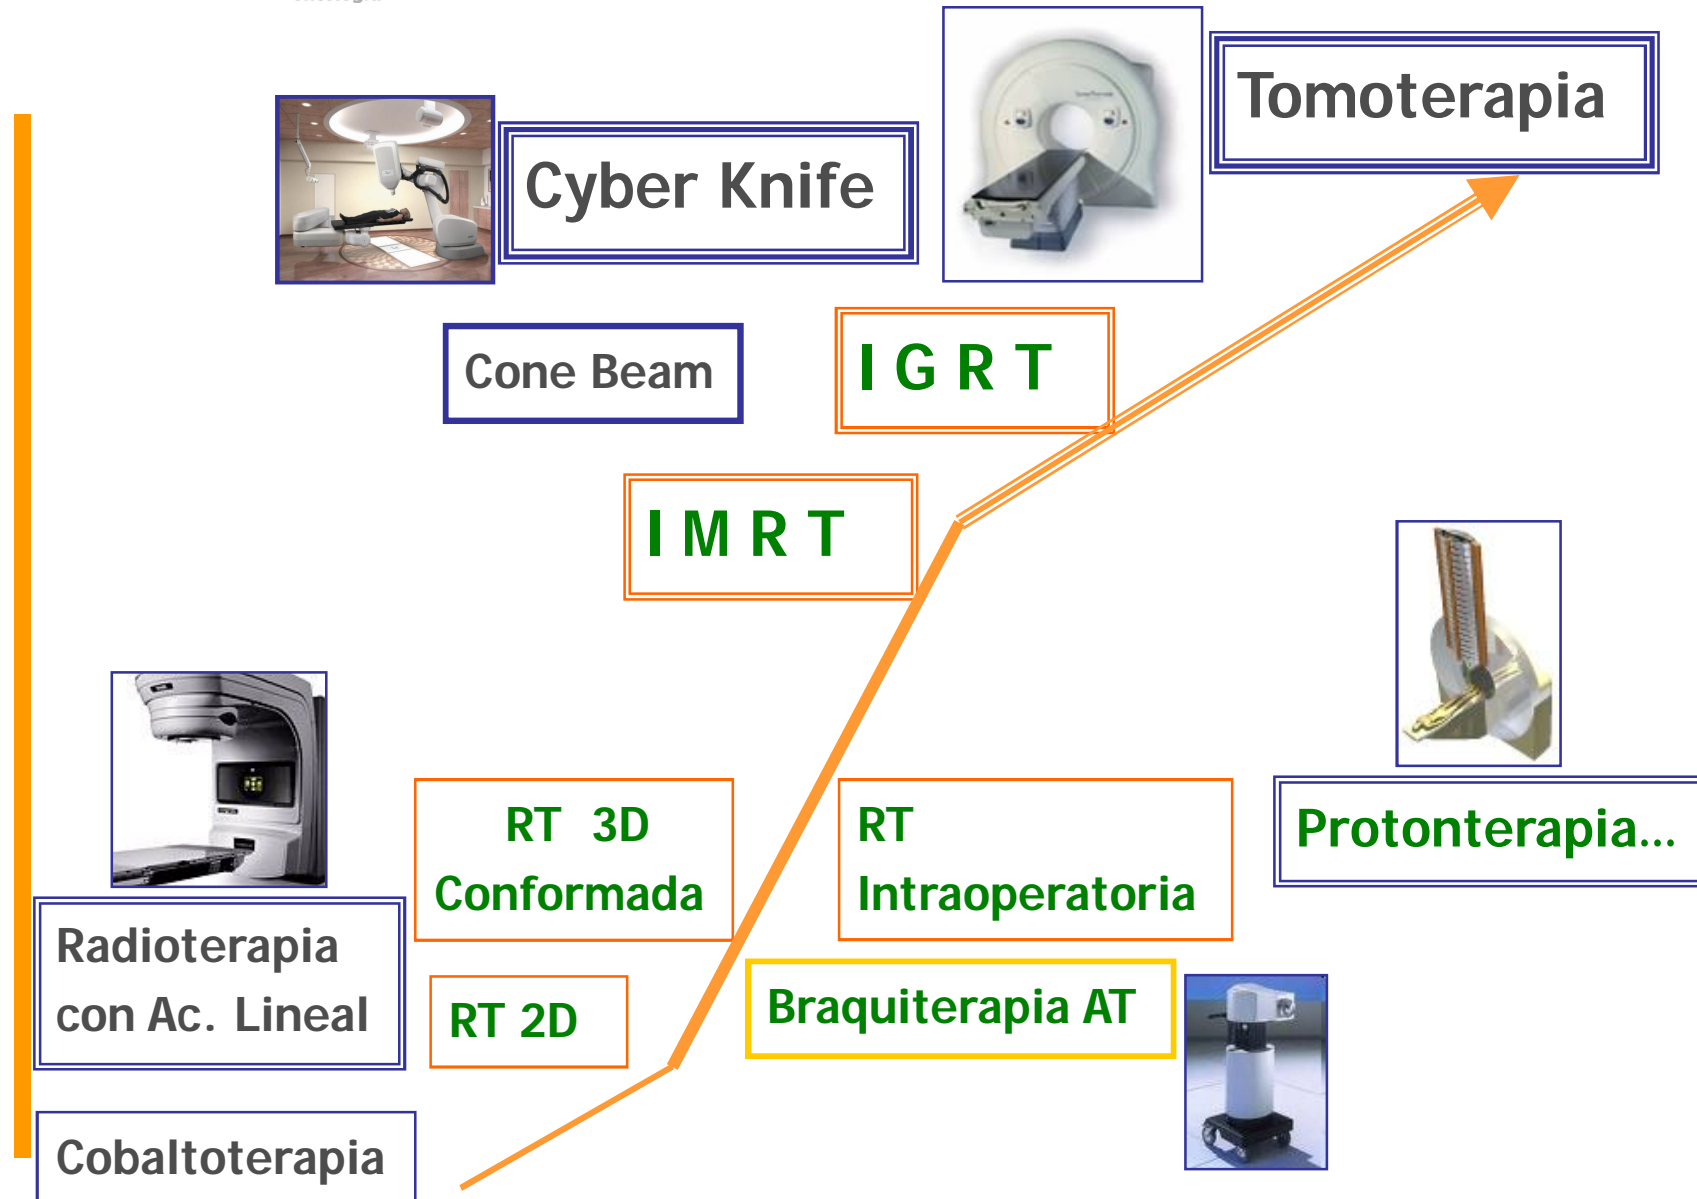 Tomoterapia
Cyber Knife
Cone Beam
I G R T
I M R T
RT 3D
Conformada
RT
Intraoperatoria
Protonterapia...
Radioterapia
con Ac. Lineal
RT 2D
Braquiterapia AT
Cobaltoterapia